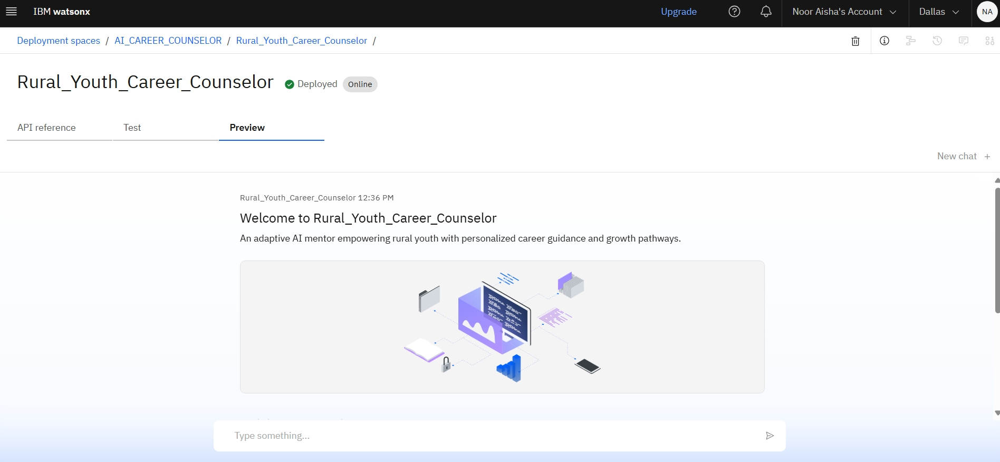 IBM watsonx
Upgrade
Noor Aisha's Account
Dallas
NA
Deployment spaces / AI_CAREER_COUNSELOR / Rural_Youth_Career_Counselor /
Rural_Youth_Career_Counselor
Deployed
Online
API reference
Test
Preview
New chat +
Rural_Youth_Career_Counselor 12:36 PM
Welcome to Rural_Youth_Career_Counselor
An adaptive AI mentor empowering rural youth with personalized career guidance and growth pathways.
Type something...